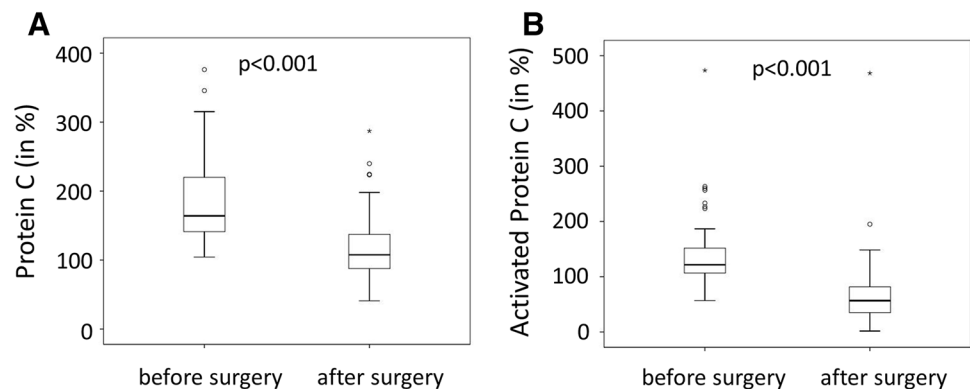 A
Protein C (in %)
400
300
200
100
0
p<0.001
before surgery
after surgery
B
Activated Protein C (in %)
500
400
300
200
100
0
p<0.001
before surgery
after surgery